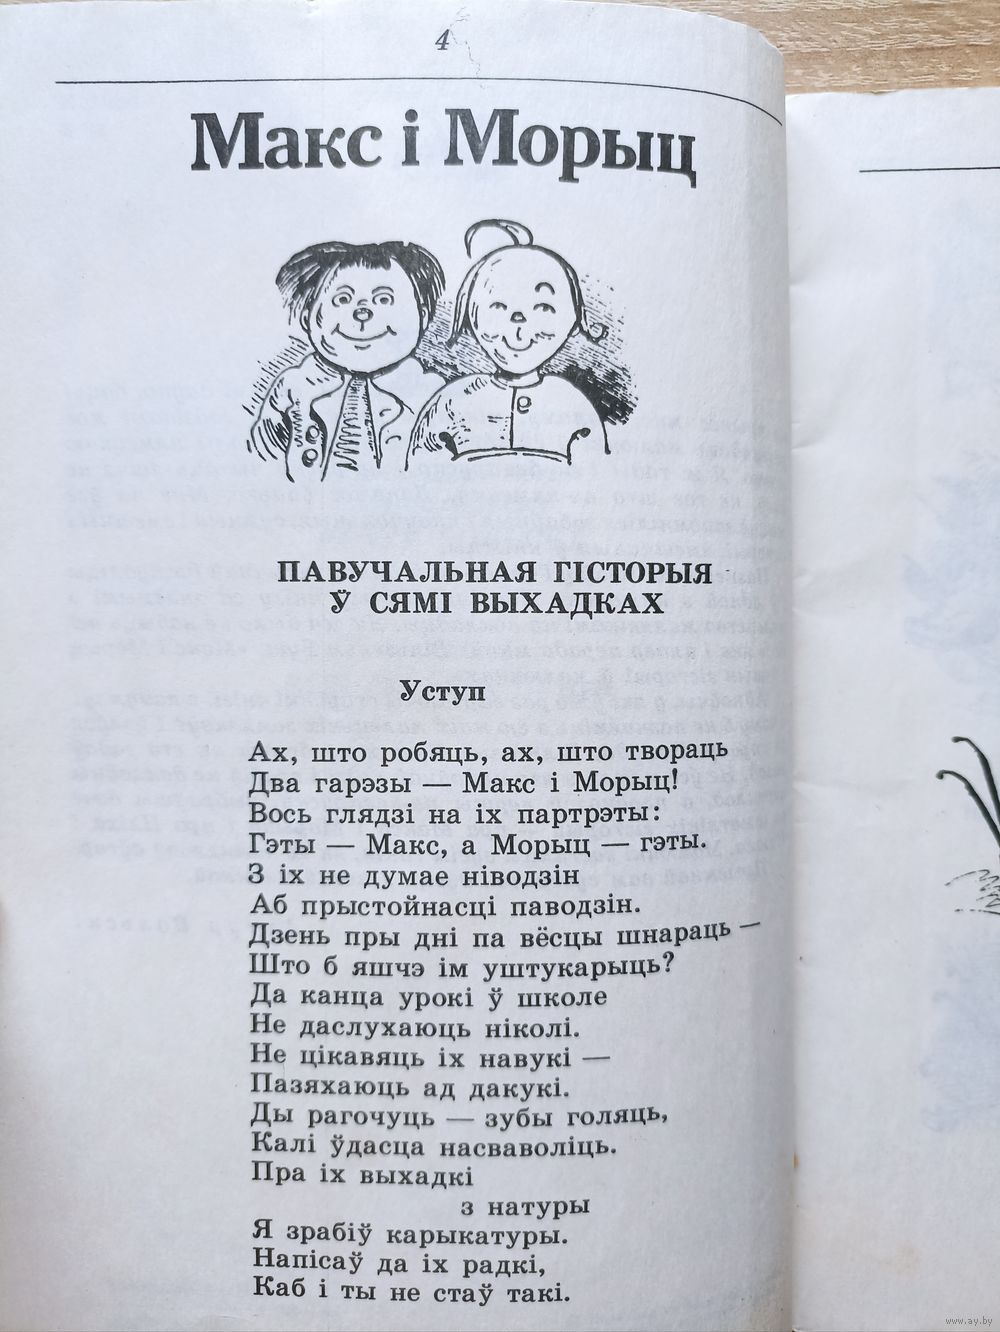 4
Макс і Морыц
ПАВУЧАЛЬНАЯ ГІСТОРЫЯ
Ў СЯМІ ВЫХАДКАХ
Уступ
Ах, што робяць, ах, што твораць
Два гарэзы — Макс і Морыц!
Вось глядзі на іх партрэты:
Гэты — Макс, а Морыц — гэты.
З іх не думае ніводзін
Аб прыстойнасці паводзін.
Дзень пры дні па вёсцы шнараць —
Што б яшчэ ім уштукарыць?
Да канца урокі ў школе
Не даслухаюць ніколі.
Не цікавяць іх навукі —
Пазяхаюць ад дакукі.
Ды рагочуць — зубы голяць,
Калі ўдасца насваволіць.
Пра іх выхадкі
з натуры
Я зрабіў карыкатуры.
Напісаў да іх радкі,
Каб і ты не стаў такі.
www.ay.by